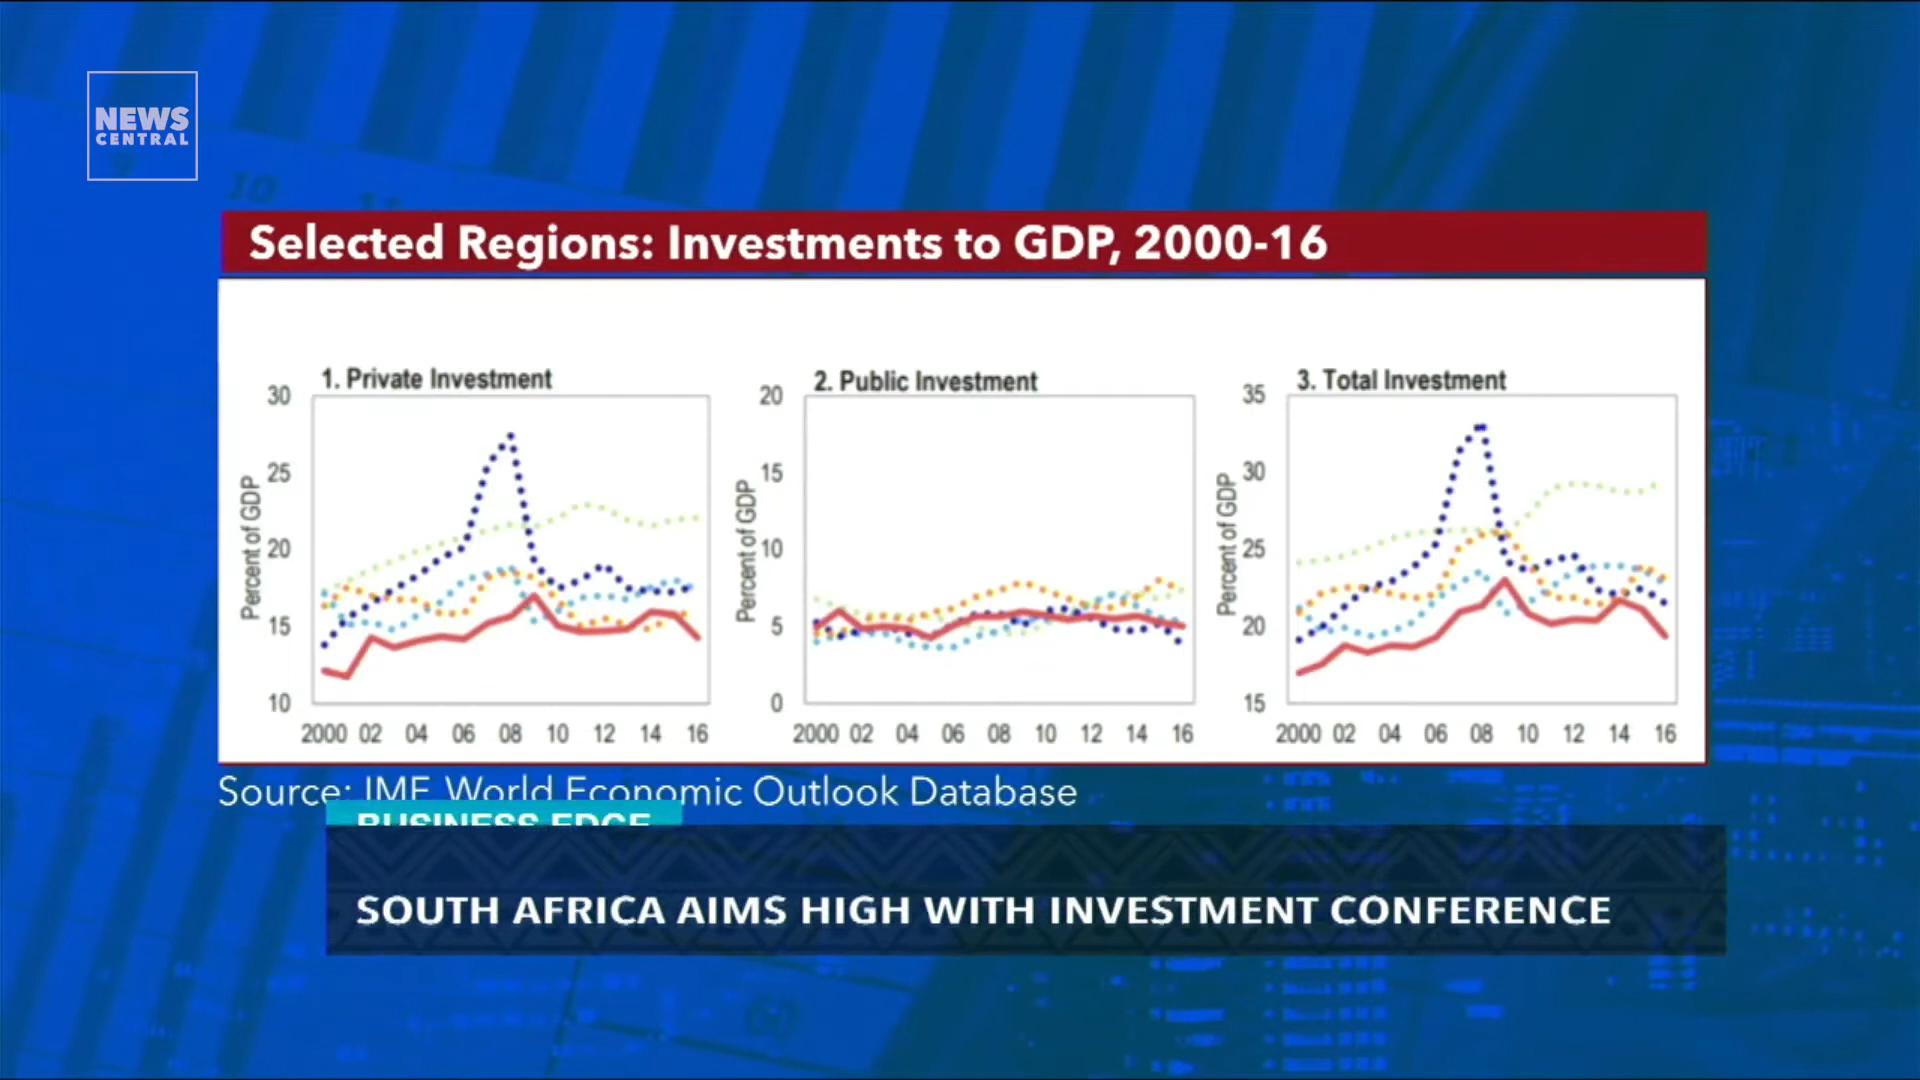 NEWS
CENTRAL
Selected Regions: Investments to GDP, 2000-16
1. Private Investment
30
25
20
15
10
Percent of GDP
2000 02 04 06 08 10 12 14 16
2. Public Investment
20
15
10
5
0
Percent of GDP
2000 02 04 06 08 10 12 14 16
3. Total Investment
35
30
25
20
15
Percent of GDP
2000 02 04 06 08 10 12 14 16
Source: IMF, World Economic Outlook Database
BUSINESS EDGE
SOUTH AFRICA AIMS HIGH WITH INVESTMENT CONFERENCE